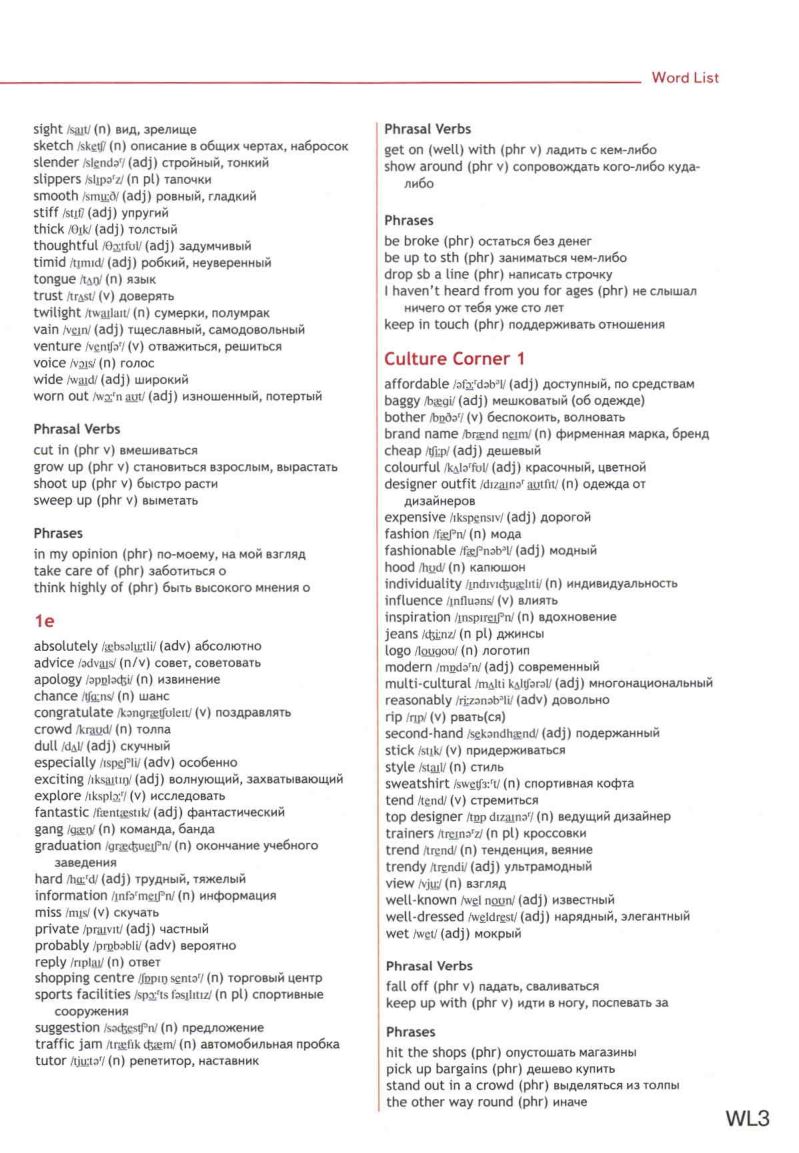 Word List
sight /saɪt/ (n) вид, зрелище
sketch /sketʃ/ (n) описание в общих чертах, набросок
slender /slendəʳ/ (adj) стройный, тонкий
slippers /slɪpəʳz/ (n pl) тапочки
smooth /smuːð/ (adj) ровный, гладкий
stiff /stɪf/ (adj) упругий
thick /θɪk/ (adj) толстый
thoughtful /θɔːtfʊl/ (adj) задумчивый
timid /tɪmɪd/ (adj) робкий, неуверенный
tongue /tʌŋ/ (n) язык
trust /trʌst/ (v) доверять
twilight /twaɪlaɪt/ (n) сумерки, полумрак
vain /veɪn/ (adj) тщеславный, самодовольный
venture /ventʃəʳ/ (v) отважиться, решиться
voice /vɔɪs/ (n) голос
wide /waɪd/ (adj) широкий
worn out /wɔːʳn aʊt/ (adj) изношенный, потертый
Phrasal Verbs
cut in (phr v) вмешиваться
grow up (phr v) становиться взрослым, вырастать
shoot up (phr v) быстро расти
sweep up (phr v) выметать
Phrases
in my opinion (phr) по-моему, на мой взгляд
take care of (phr) заботиться о
think highly of (phr) быть высокого мнения о
1e
absolutely /æbsəluːtli/ (adv) абсолютно
advice /ədvaɪs/ (n/v) совет, советовать
apology /əpɒlədʒi/ (n) извинение
chance /tʃɑːns/ (n) шанс
congratulate /kəngrætʃʊleɪt/ (v) поздравлять
crowd /kraʊd/ (n) толпа
dull /dʌl/ (adj) скучный
especially /ɪspeʃᵊli/ (adv) особенно
exciting /ɪksaɪtɪŋ/ (adj) волнующий, захватывающий
explore /ɪksplɔːʳ/ (v) исследовать
fantastic /fæntæstɪk/ (adj) фантастический
gang /gæŋ/ (n) команда, банда
graduation /grædʒueɪʃᵊn/ (n) окончание учебного
заведения
hard /hɑːʳd/ (adj) трудный, тяжелый
information /ɪnfəʳmeɪʃᵊn/ (n) информация
miss /mɪs/ (v) скучать
private /praɪvɪt/ (adj) частный
probably /prɒbəbli/ (adv) вероятно
reply /rɪplaɪ/ (n) ответ
shopping centre /ʃɒpɪŋ sentəʳ/ (n) торговый центр
sports facilities /spɔːʳts fəsɪlɪtɪz/ (n pl) спортивные
сооружения
suggestion /sədʒestʃᵊn/ (n) предложение
traffic jam /træfɪk dʒæm/ (n) автомобильная пробка
tutor /tjuːtəʳ/ (n) репетитор, наставник
Phrasal Verbs
get on (well) with (phr v) ладить с кем-либо
show around (phr v) сопровождать кого-либо куда-
либо
Phrases
be broke (phr) остаться без денег
be up to sth (phr) заниматься чем-либо
drop sb a line (phr) написать строчку
I haven't heard from you for ages (phr) не слышал
ничего от тебя уже сто лет
keep in touch (phr) поддерживать отношения
Culture Corner 1
affordable /əfɔːʳdəbᵊl/ (adj) доступный, по средствам
baggy /bægi/ (adj) мешковатый (об одежде)
bother /bɒðəʳ/ (v) беспокоить, волновать
brand name /brænd neɪm/ (n) фирменная марка, бренд
cheap /tʃiːp/ (adj) дешевый
colourful /kʌləʳfʊl/ (adj) красочный, цветной
designer outfit /dɪzaɪnəʳ aʊtfɪt/ (n) одежда от
дизайнеров
expensive /ɪkspensɪv/ (adj) дорогой
fashion /fæʃᵊn/ (n) мода
fashionable /fæʃᵊnəbᵊl/ (adj) модный
hood /hʊd/ (n) капюшон
individuality /ɪndɪvɪdʒuælɪti/ (n) индивидуальность
influence /ɪnfluəns/ (v) влиять
inspiration /ɪnspɪreɪʃᵊn/ (n) вдохновение
jeans /dʒiːnz/ (n pl) джинсы
logo /loʊgoʊ/ (n) логотип
modern /mɒdəʳn/ (adj) современный
multi-cultural /mʌlti kʌltʃərəl/ (adj) многонациональный
reasonably /riːzənəbᵊli/ (adv) довольно
rip /rɪp/ (v) рвать(ся)
second-hand /sekəndhænd/ (adj) подержанный
stick /stɪk/ (v) придерживаться
style /staɪl/ (n) стиль
sweatshirt /swetʃɜːʳt/ (n) спортивная кофта
tend /tend/ (v) стремиться
top designer /tɒp dɪzaɪnəʳ/ (n) ведущий дизайнер
trainers /treɪnəʳz/ (n pl) кроссовки
trend /trend/ (n) тенденция, веяние
trendy /trendi/ (adj) ультрамодный
view /vjuː/ (n) взгляд
well-known /wel noʊn/ (adj) известный
well-dressed /weldrest/ (adj) нарядный, элегантный
wet /wet/ (adj) мокрый
Phrasal Verbs
fall off (phr v) падать, сваливаться
keep up with (phr v) идти в ногу, поспевать за
Phrases
hit the shops (phr) опустошать магазины
pick up bargains (phr) дешево купить
stand out in a crowd (phr) выделяться из толпы
the other way round (phr) иначе
WL3